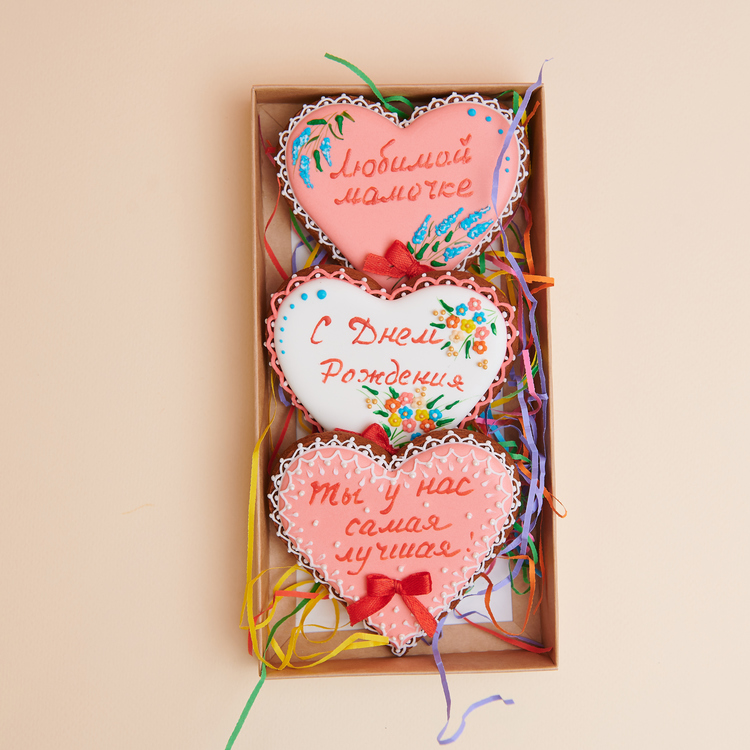 Любимой
мамочке
С Днем
Рождения
Ты у нас
самая
лучшая!